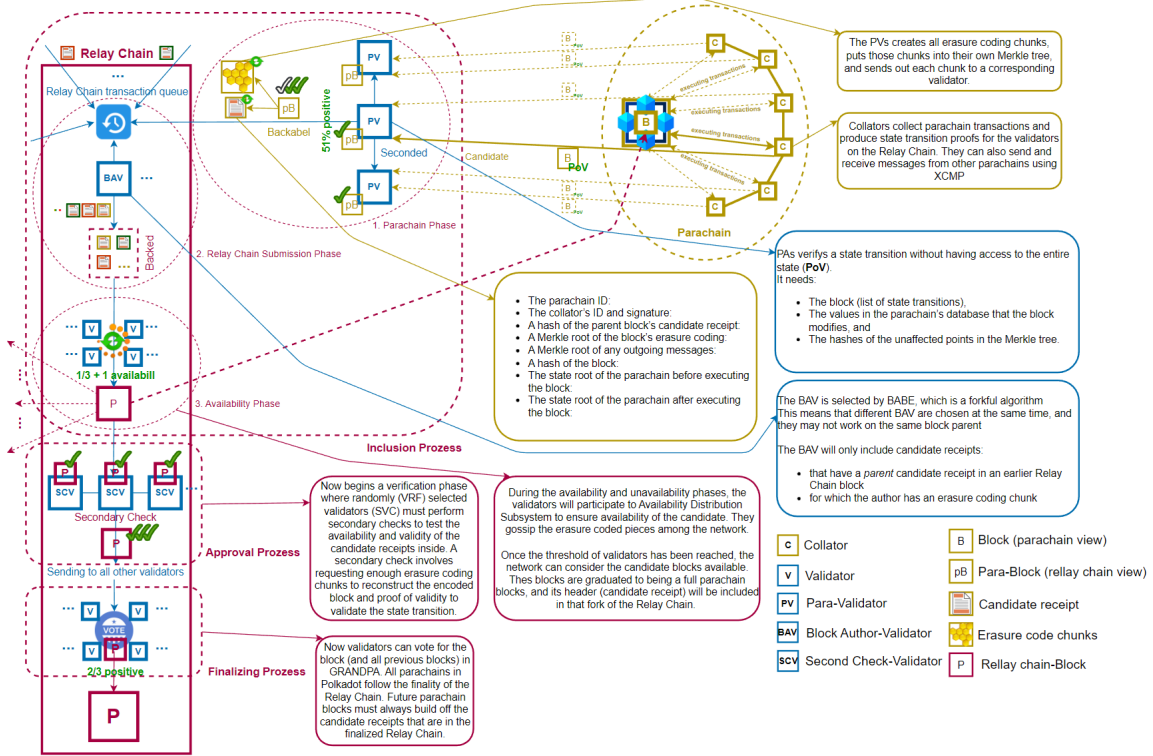 Relay Chain
...
Relay Chain transaction queue
BAV
...
Backed
...
V
V
V
V
1/3 + 1 availabill
P
P
P
P
SCV
SCV
SCV
...
Secondary Check
P
Sending to all other validators
V
V
VOTE
V
P
V
2/3 positive
P
pB
Backabel
51% positive
PV
pB
PV
pB
Seconded
PV
pB
1. Parachain Phase
2. Relay Chain Submission Phase
3. Availability Phase
Inclusion Prozess
Approval Prozess
Finalizing Prozess
Candidate
B
PoV
B
PoV
B
PoV
B
PoV
B
PoV
B
executing transactions
executing transactions
executing transactions
executing transactions
C
C
C
C
C
C
Parachain
The PVs creates all erasure coding chunks,
puts those chunks into their own Merkle tree,
and sends out each chunk to a corresponding
validator.
Collators collect parachain transactions and
produce state transition proofs for the validators
on the Relay Chain. They can also send and
receive messages from other parachains using
XCMP
PAs verifys a state transition without having access to the entire
state (PoV).
It needs:
• The block (list of state transitions),
• The values in the parachain's database that the block
modifies, and
• The hashes of the unaffected points in the Merkle tree.
• The parachain ID:
• The collator's ID and signature:
• A hash of the parent block's candidate receipt:
• A Merkle root of the block's erasure coding:
• A Merkle root of any outgoing messages:
• A hash of the block:
• The state root of the parachain before executing
the block:
• The state root of the parachain after executing
the block:
The BAV is selected by BABE, which is a forkful algorithm
This means that different BAV are chosen at the same time, and
they may not work on the same block parent
The BAV will only include candidate receipts:
• that have a parent candidate receipt in an earlier Relay
Chain block
• for which the author has an erasure coding chunk
Now begins a verification phase
where randomly (VRF) selected
validators (SVC) must perform
secondary checks to test the
availability and validity of the
candidate receipts inside. A
secondary check involves
requesting enough erasure coding
chunks to reconstruct the encoded
block and proof of validity to
validate the state transition.
During the availability and unavailability phases, the
validators will participate to Availability Distribution
Subsystem to ensure availability of the candidate. They
gossip the erasure coded pieces among the network.
Once the threshold of validators has been reached, the
network can consider the candidate blocks available.
Thes blocks are graduated to being a full parachain
blocks, and its header (candidate receipt) will be included
in that fork of the Relay Chain.
Now validators can vote for the
block (and all previous blocks) in
GRANDPA. All parachains in
Polkadot follow the finality of the
Relay Chain. Future parachain
blocks must always build off the
candidate receipts that are in the
finalized Relay Chain.
C Collator
V Validator
PV Para-Validator
BAV Block Author-Validator
SCV Second Check-Validator
B Block (parachain view)
pB Para-Block (rellay chain view)
Candidate receipt
Erasure code chunks
P Rellay chain-Block